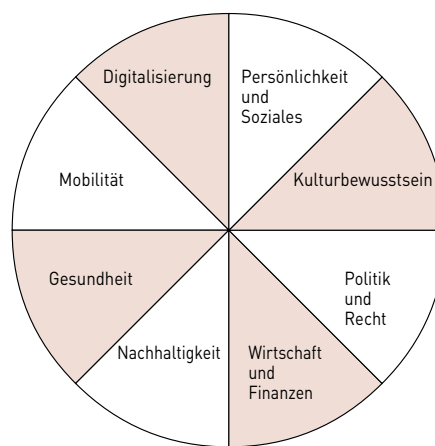 Digitalisierung
Persönlichkeit
und
Soziales
Kulturbewusstsein
Politik
und
Recht
Wirtschaft
und
Finanzen
Nachhaltigkeit
Gesundheit
Mobilität